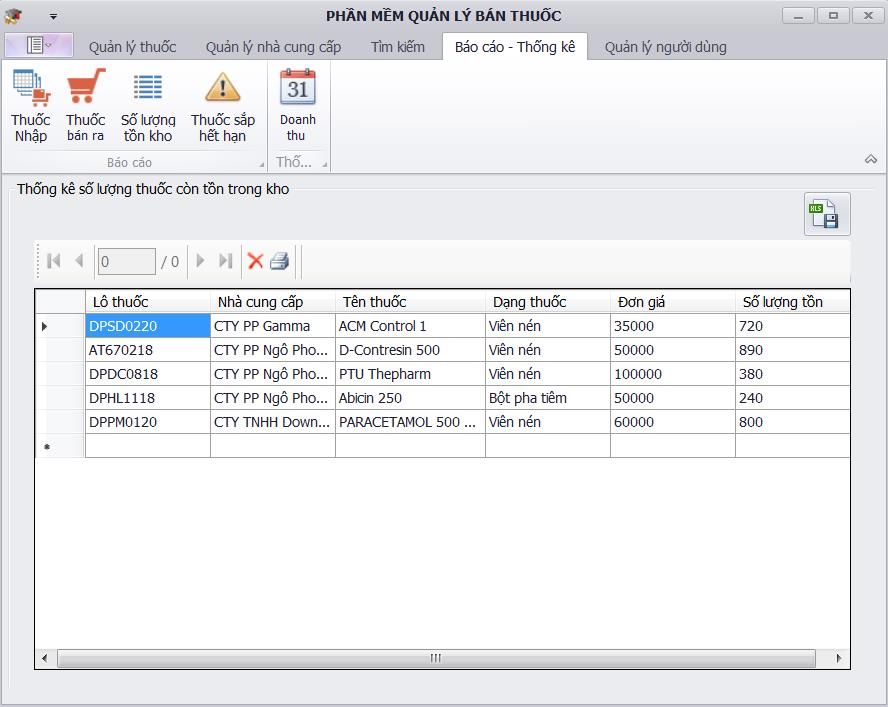 PHẦN MỀM QUẢN LÝ BÁN THUỐC
Quản lý thuốc Quản lý nhà cung cấp Tìm kiếm Báo cáo - Thống kê Quản lý người dùng
Thuốc Nhập
Thuốc bán ra
Số lượng tồn kho
Thuốc sắp hết hạn
31
Doanh thu
Báo cáo Thố...
Thống kê số lượng thuốc còn tồn trong kho
XLS
0 / 0
Lô thuốc Nhà cung cấp Tên thuốc Dạng thuốc Đơn giá Số lượng tồn
DPSD0220 CTY PP Gamma ACM Control 1 Viên nén 35000 720
AT670218 CTY PP Ngô Pho... D-Contresin 500 Viên nén 50000 890
DPDC0818 CTY PP Ngô Pho... PTU Thepharm Viên nén 100000 380
DPHL1118 CTY PP Ngô Pho... Abicin 250 Bột pha tiêm 50000 240
DPPM0120 CTY TNHH Down... PARACETAMOL 500 ... Viên nén 60000 800